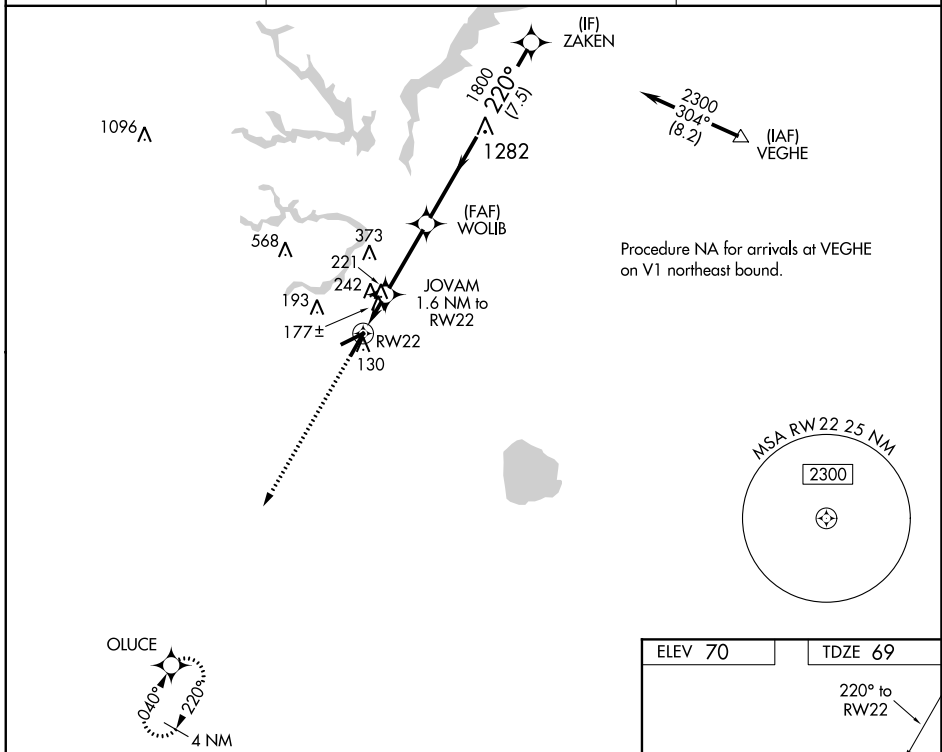 (IF)
ZAKEN
1800
220°
(7.5)
2300
304°
(8.2)
(IAF)
VEGHE
1096
1282
(FAF)
WOLIB
Procedure NA for arrivals at VEGHE
on V1 northeast bound.
568
373
221
242
JOVAM
1.6 NM to
RW22
193
177±
RW22
130
MSA RW 22 25 NM
2300
OLUCE
040°
220°
4 NM
ELEV 70
TDZE 69
220° to
RW22